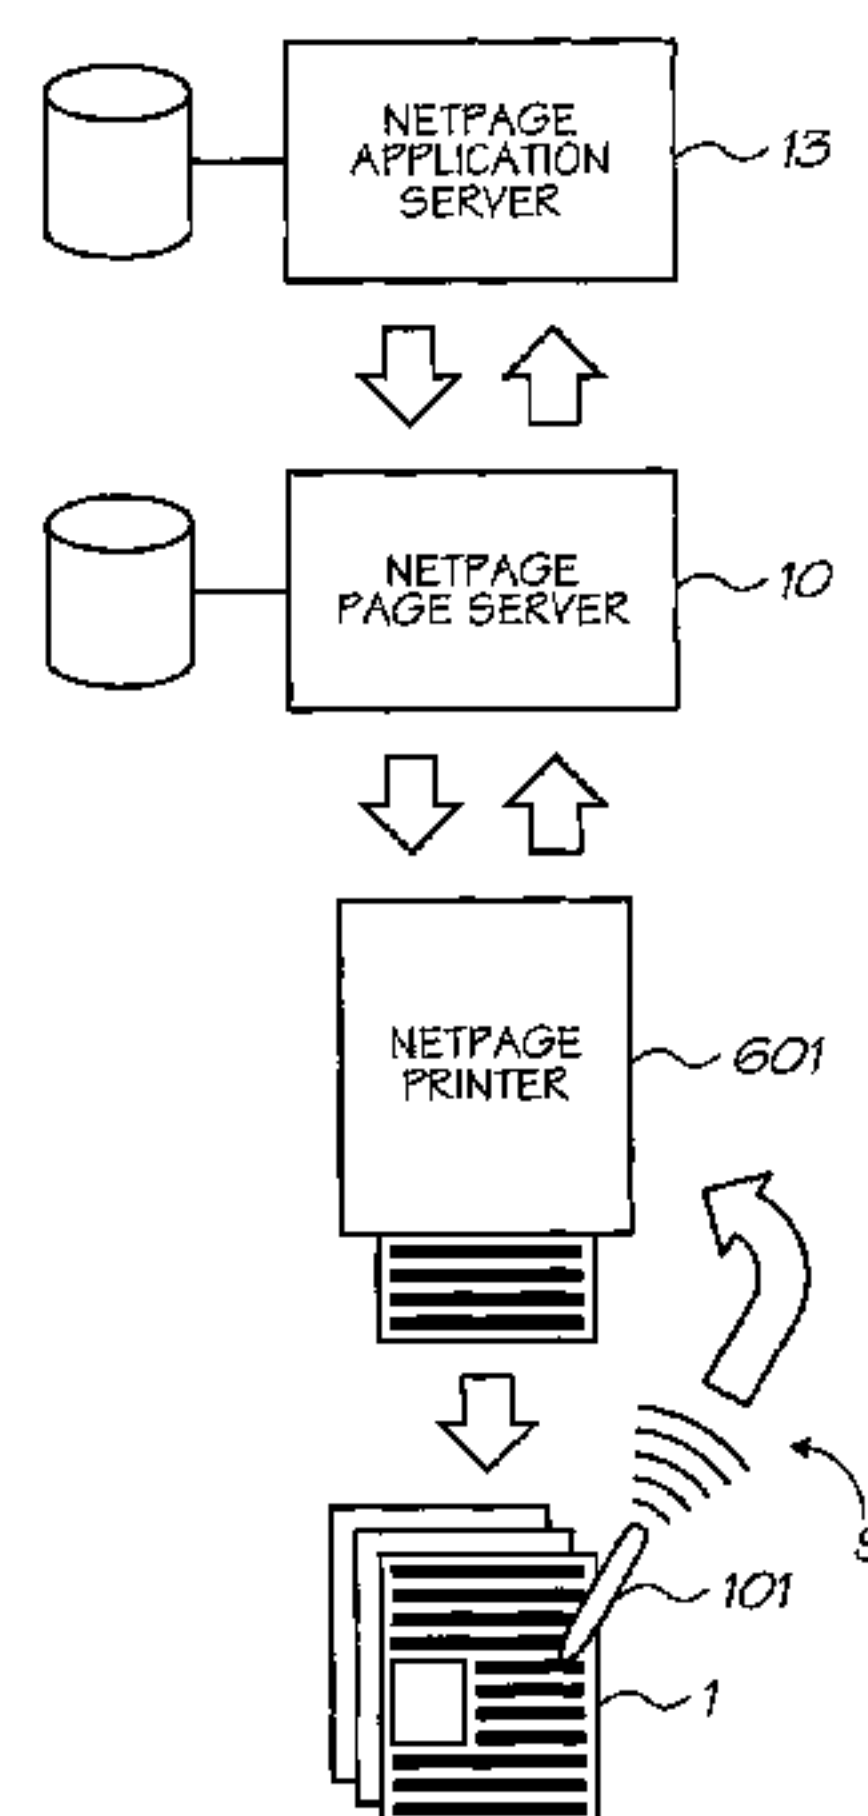 NETPAGE
APPLICATION
SERVER
13
NETPAGE
PAGE SERVER
10
NETPAGE
PRINTER
601
101
1